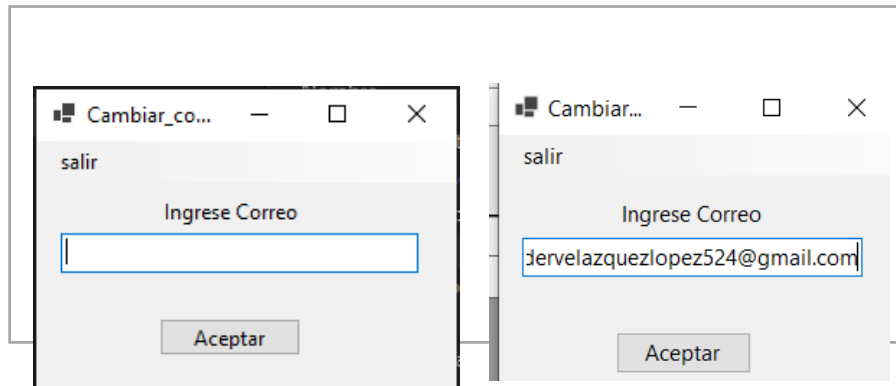 Cambiar_co...
salir
Ingrese Correo
Aceptar
Cambiar...
salir
Ingrese Correo
dervelazquezlopez524@gmail.com
Aceptar